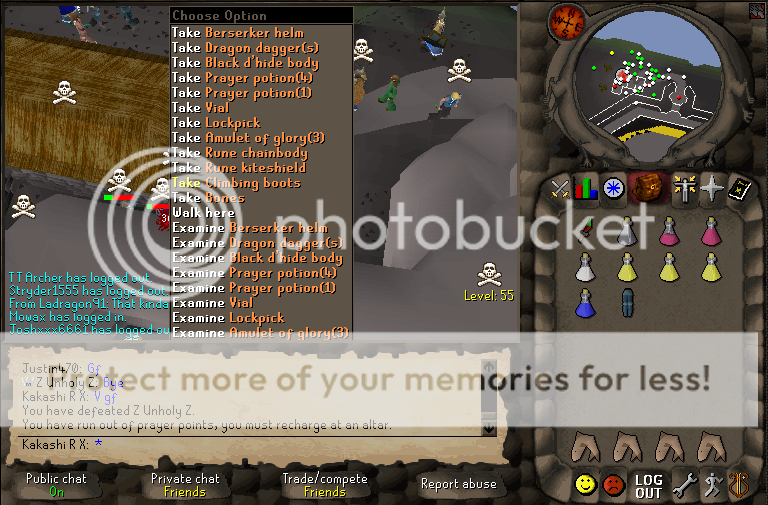 Choose Option
Take Berserker helm
Take Dragon dagger(s)
Take Black d'hide body
Take Prayer potion(4)
Take Prayer potion(1)
Take Vial
Take Lockpick
Take Amulet of glory(3)
Take Rune chainbody
Take Rune kiteshield
Take Climbing boots
Take Bones
Walk here
Examine Berserker helm
Examine Dragon dagger(s)
Examine Black d'hide body
Examine Prayer potion(4)
Examine Prayer potion(1)
Examine Vial
Examine Lockpick
Examine Amulet of glory(3)
photobucket
TT Archer has logged out.
Stryder1555 has logged out
From Ladragon91: That kinda
Mowax has logged in.
Joshxxx6661 has logged ou
Level: 55
Protect more of your memories for less!
Justin470: Gf
Z Unholy Z: Bye
Kakashi R X: V gf
You have defeated Z Unholy Z.
You have run out of prayer points, you must recharge at an altar.
Kakashi R X: *
Public chat
On
Private chat
Friends
Trade/compete
Friends
Report abuse
LOG
OUT